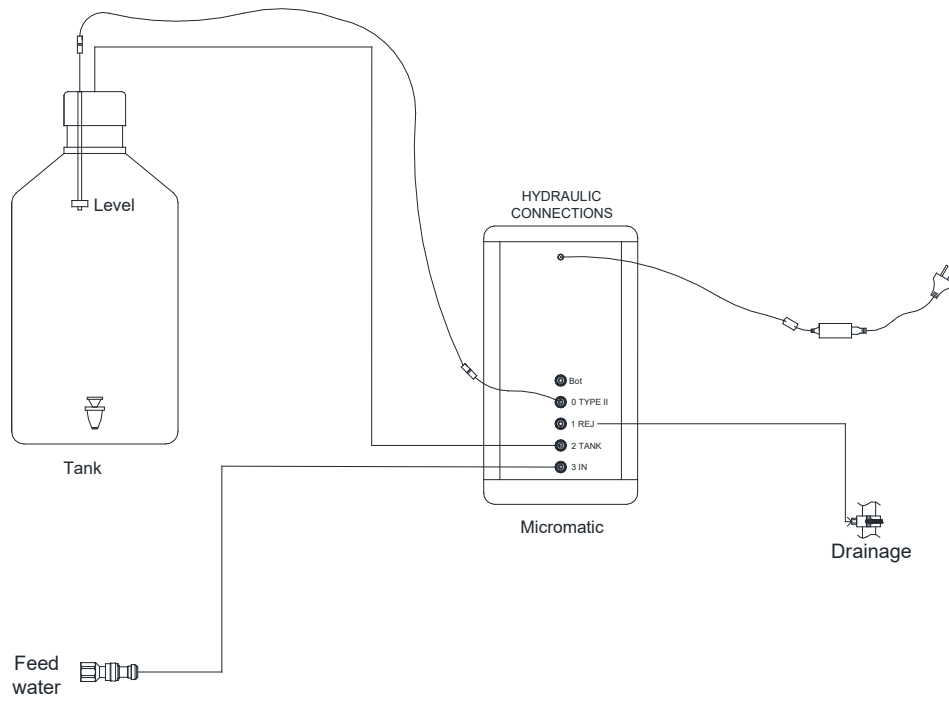 HYDRAULIC
CONNECTIONS
Level
Bot
0 TYPE II
1 REJ
2 TANK
3 IN
Tank
Micromatic
Drainage
Feed
water